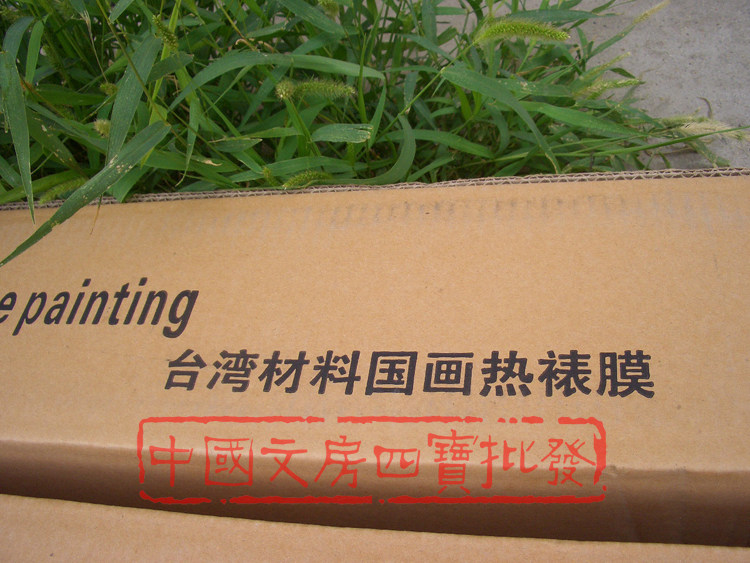 e painting
台湾材料国画热裱膜
中國文房四寶批發